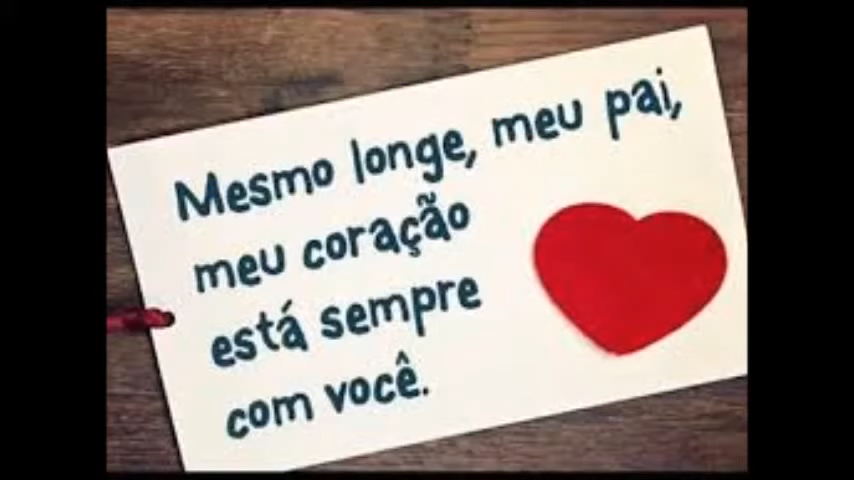 Mesmo longe, meu pai,
meu coração
está sempre
com você.